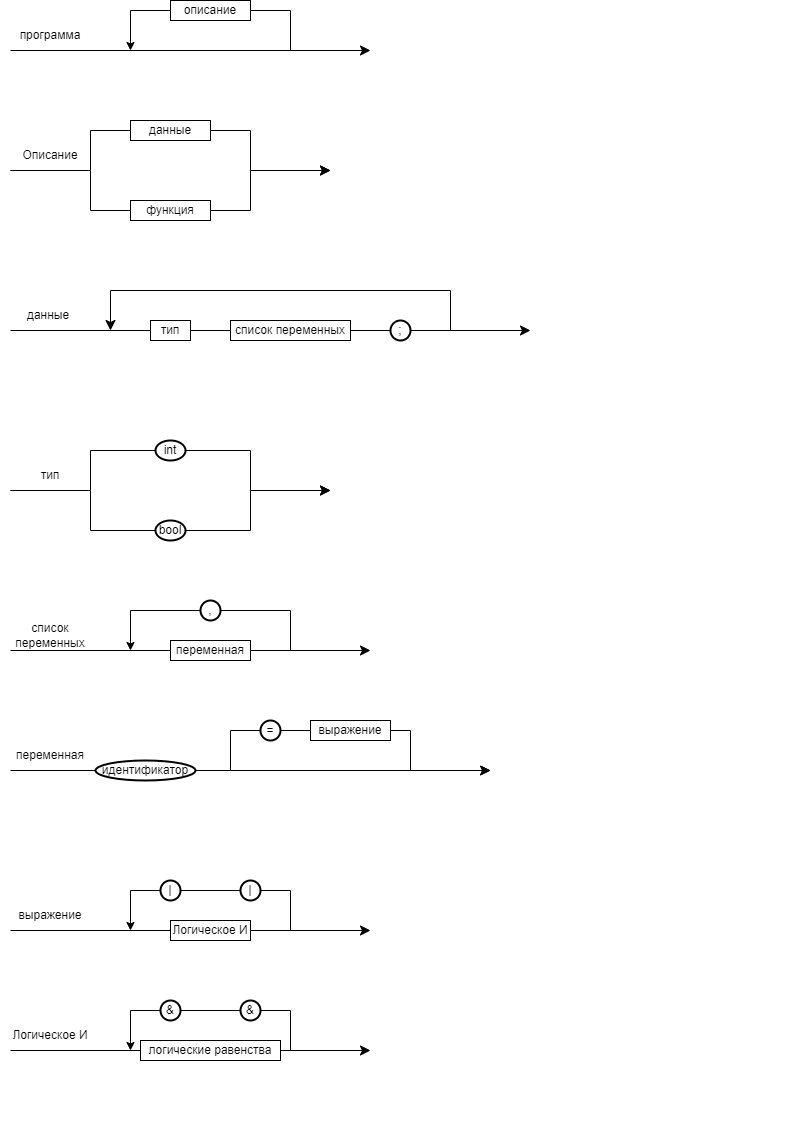 описание
программа
данные
Описание
функция
данные
тип
список переменных
;
int
тип
bool
,
список
переменных
переменная
=
выражение
переменная
идентификатор
|
|
выражение
Логическое И
&
&
Логическое И
логические равенства